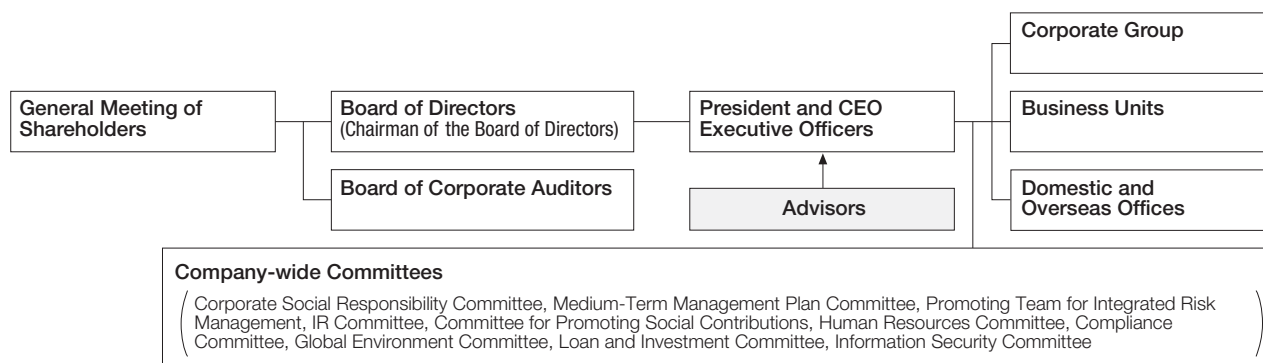 Corporate Group
General Meeting of
Shareholders
Board of Directors
(Chairman of the Board of Directors)
President and CEO
Executive Officers
Business Units
Board of Corporate Auditors
Advisors
Domestic and
Overseas Offices
Company-wide Committees
Corporate Social Responsibility Committee, Medium-Term Management Plan Committee, Promoting Team for Integrated Risk
Management, IR Committee, Committee for Promoting Social Contributions, Human Resources Committee, Compliance
Committee, Global Environment Committee, Loan and Investment Committee, Information Security Committee